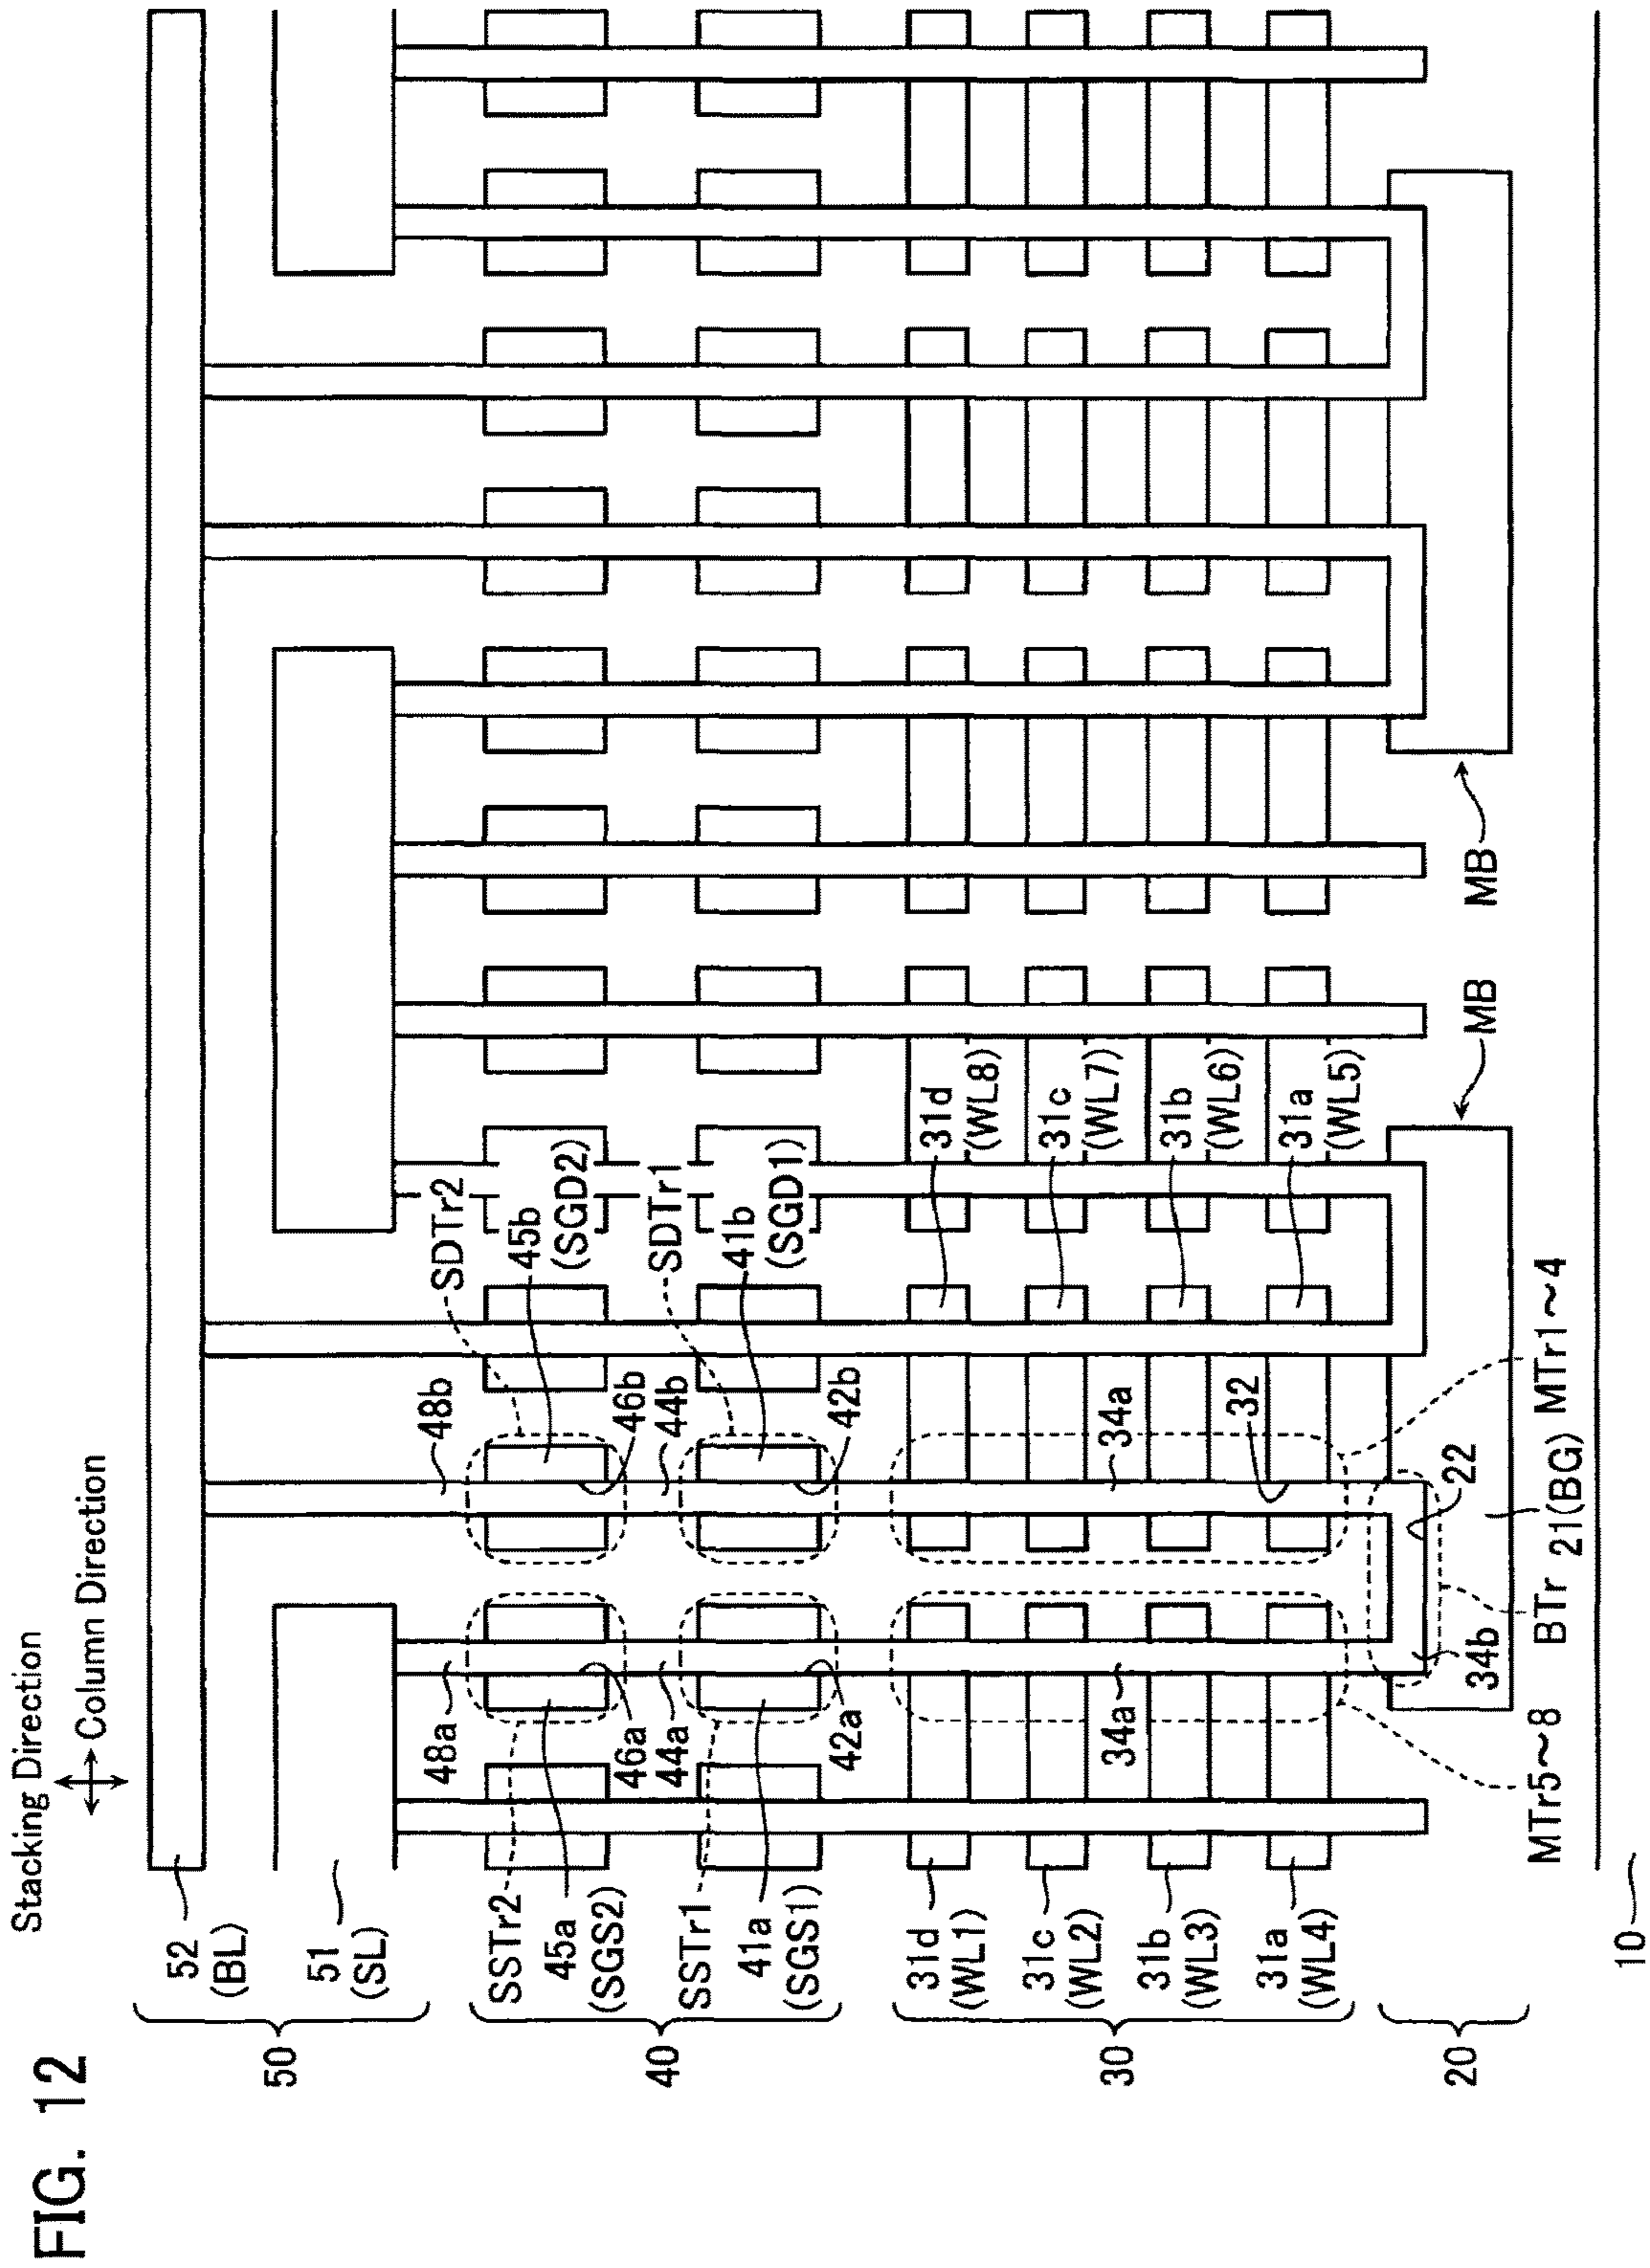 FIG. 12
Stacking Direction
Column Direction
50
52
(BL)
51
(SL)
40
SSTr2
45a
(SGS2)
SSTr1
41a
(SGS1)
48a
46a
44a
42a
48b
46b
44b
42b
SDTr2
45b
(SGD2)
SDTr1
41b
(SGD1)
30
31d
(WL1)
31c
(WL2)
31b
(WL3)
31a
(WL4)
34a
34a
32
31d
(WL8)
31c
(WL7)
31b
(WL6)
31a
(WL5)
20
34b
22
MB
MB
MTr5~8
BTr
21(BG)
MTr1~4
10